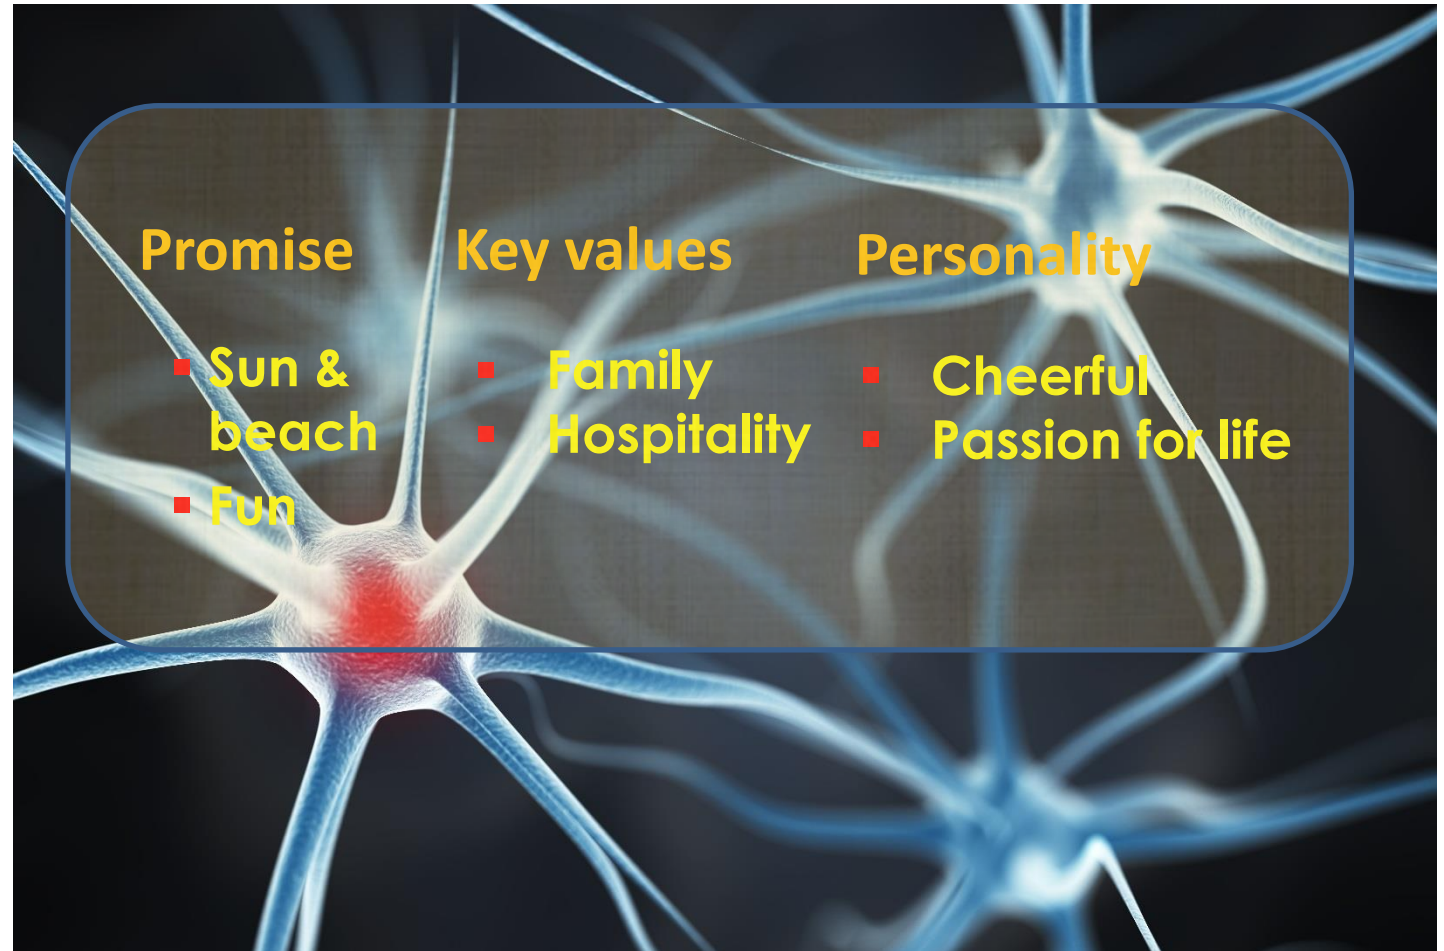 Promise
Sun &
beach
Fun
Key values
Family
Hospitality
Personality
Cheerful
Passion for life